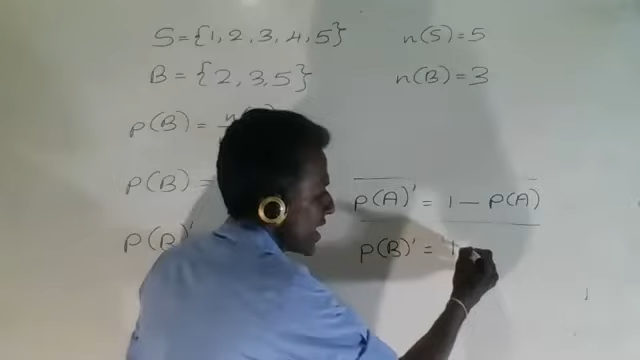 S = {1, 2, 3, 4, 5} n(S) = 5
B = {2, 3, 5} n(B) = 3
P(B) = n(
P(B) =
P(A)' = 1 - P(A)
P(B)'
P(B)' = 1